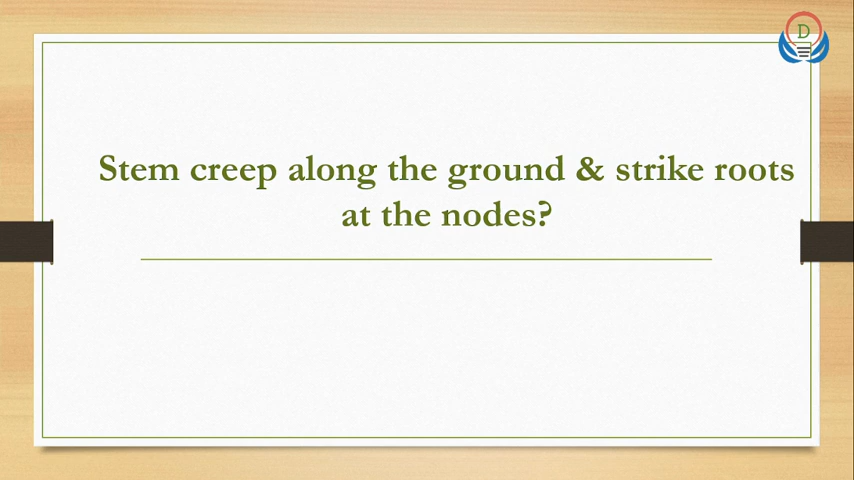 D
Stem creep along the ground & strike roots
at the nodes?